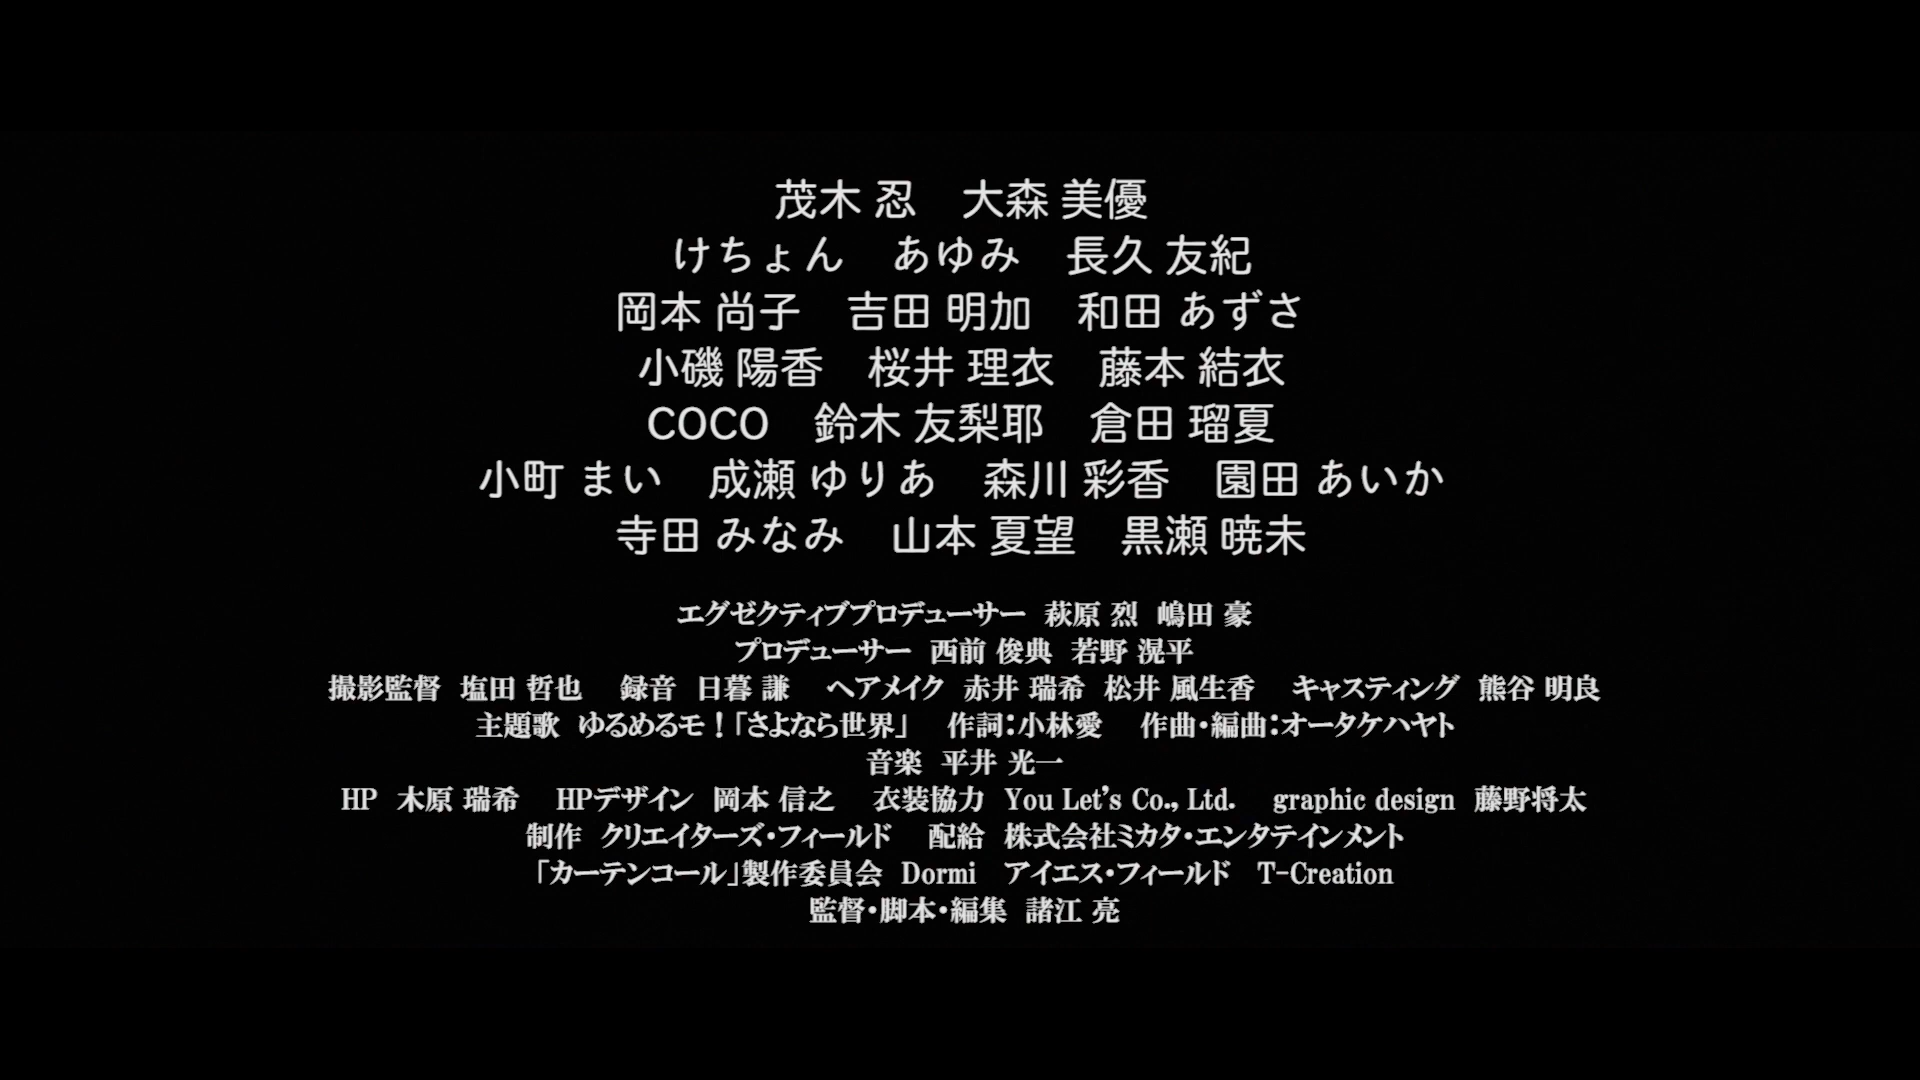 茂木 忍　大森 美優
けちょん　あゆみ　長久 友紀
岡本 尚子　吉田 明加　和田 あずさ
小磯 陽香　桜井 理衣　藤本 結衣
COCO　鈴木 友梨耶　倉田 瑠夏
小町 まい　成瀬 ゆりあ　森川 彩香　園田 あいか
寺田 みなみ　山本 夏望　黒瀬 暁未
エグゼクティブプロデューサー　萩原 烈　嶋田 豪
プロデューサー　西前 俊典　若野 滉平
撮影監督　塩田 哲也　録音　日暮 謙　ヘアメイク　赤井 瑞希　松井 風生香　キャスティング　熊谷 明良
主題歌　ゆるめるモ！「さよなら世界」　作詞：小林愛　作曲・編曲：オータケハヤト
音楽　平井 光一
HP　木原 瑞希　HPデザイン　岡本 信之　衣装協力　You Let's Co., Ltd.　graphic design　藤野将太
制作　クリエイターズ・フィールド　配給　株式会社ミカタ・エンタテインメント
「カーテンコール」製作委員会　Dormi　アイエス・フィールド　T-Creation
監督・脚本・編集　諸江 亮